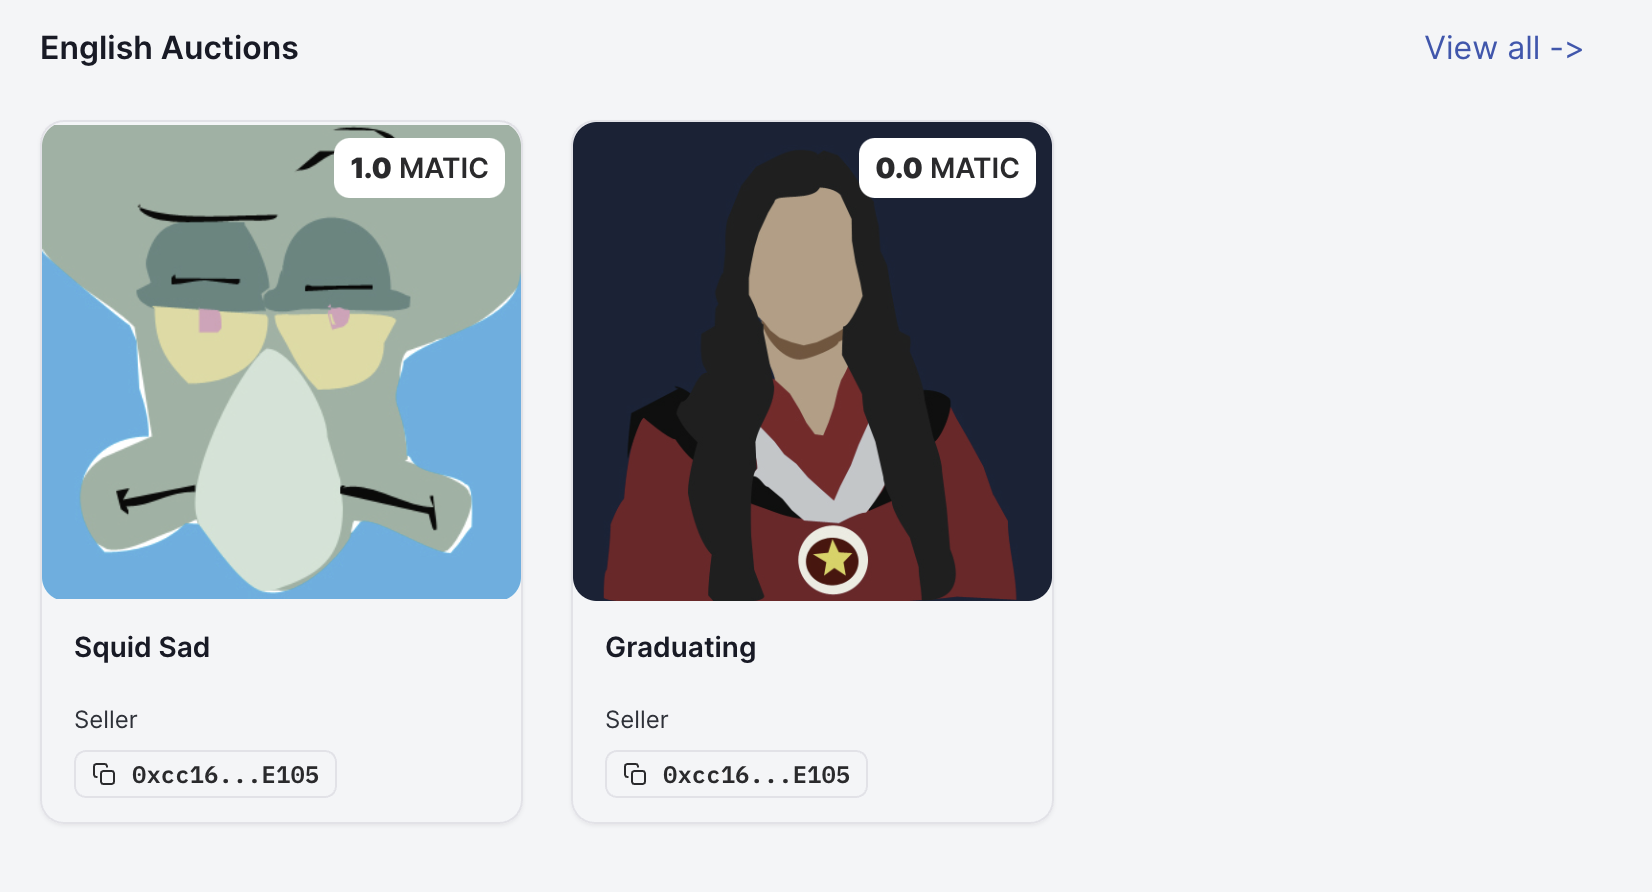 English Auctions
View all ->
1.0 MATIC
0.0 MATIC
Squid Sad
Graduating
Seller
Seller
0xcc16...E105
0xcc16...E105